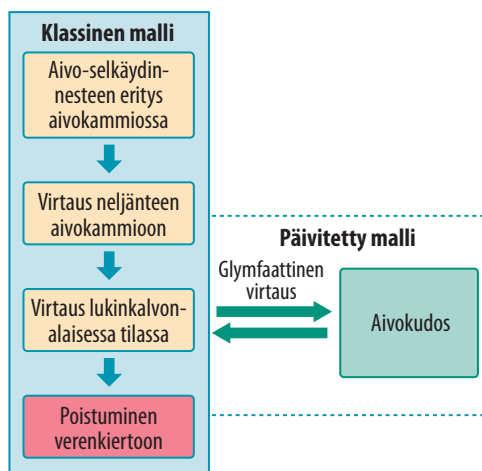 Klassinen malli
Aivo-selkäydin-
nesteen eritys
aivokammiossa
Virtaus neljänteen
aivokammioon
Virtaus lukinkalvon-
alaisessa tilassa
Poistuminen
verenkiertoon
Päivitetty malli
Glymfaattinen
virtaus
Aivokudos